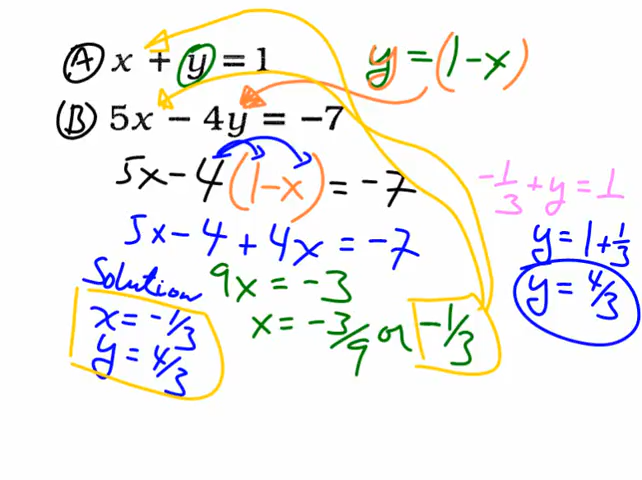 (A) x + y = 1
y = (1-x)
(B) 5x - 4y = -7
5x - 4(1-x) = -7
5x - 4 + 4x = -7
9x = -3
x = -3/9 or -1/3
-1/3 + y = 1
y = 1 + 1/3
y = 4/3
Solution
x = -1/3
y = 4/3